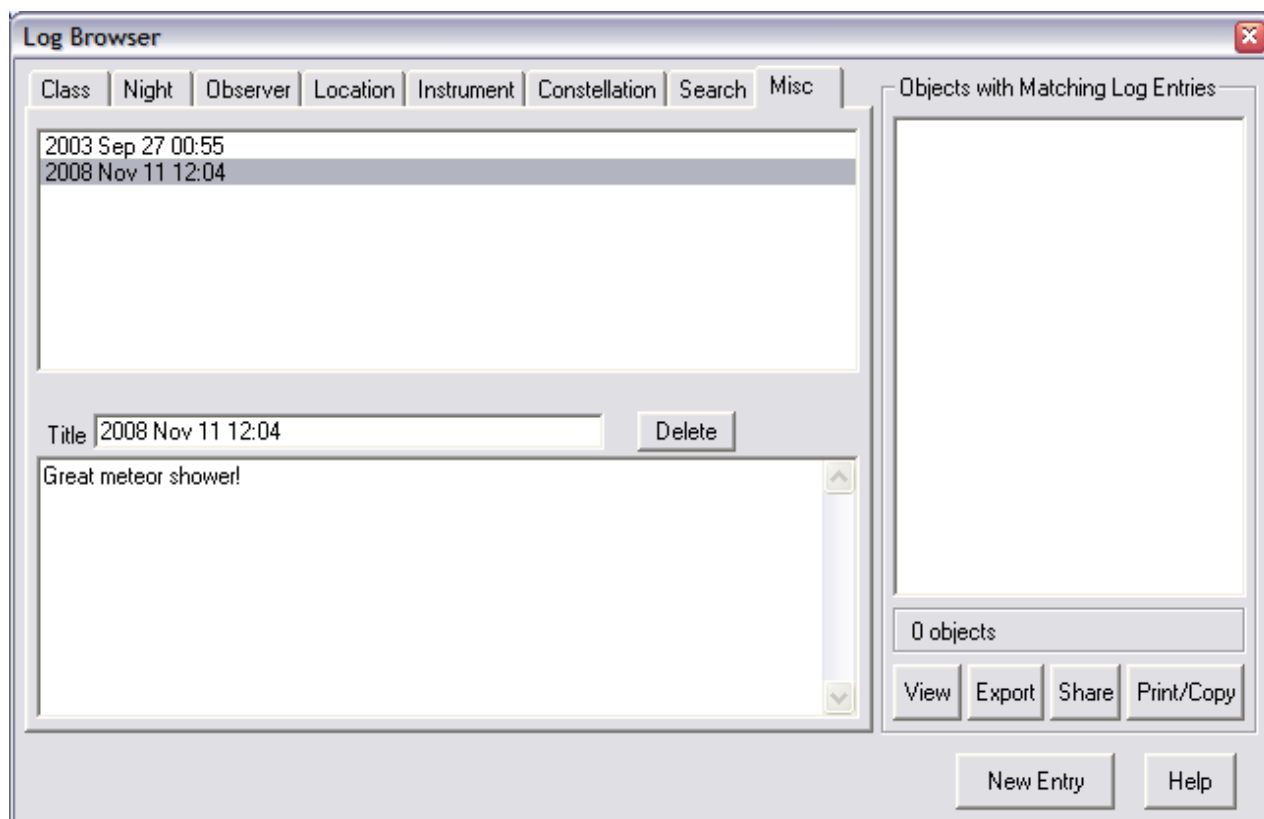 Log Browser
Class Night Observer Location Instrument Constellation Search Misc
2003 Sep 27 00:55
2008 Nov 11 12:04
Title 2008 Nov 11 12:04 Delete
Great meteor shower!
Objects with Matching Log Entries
0 objects
View Export Share Print/Copy
New Entry Help